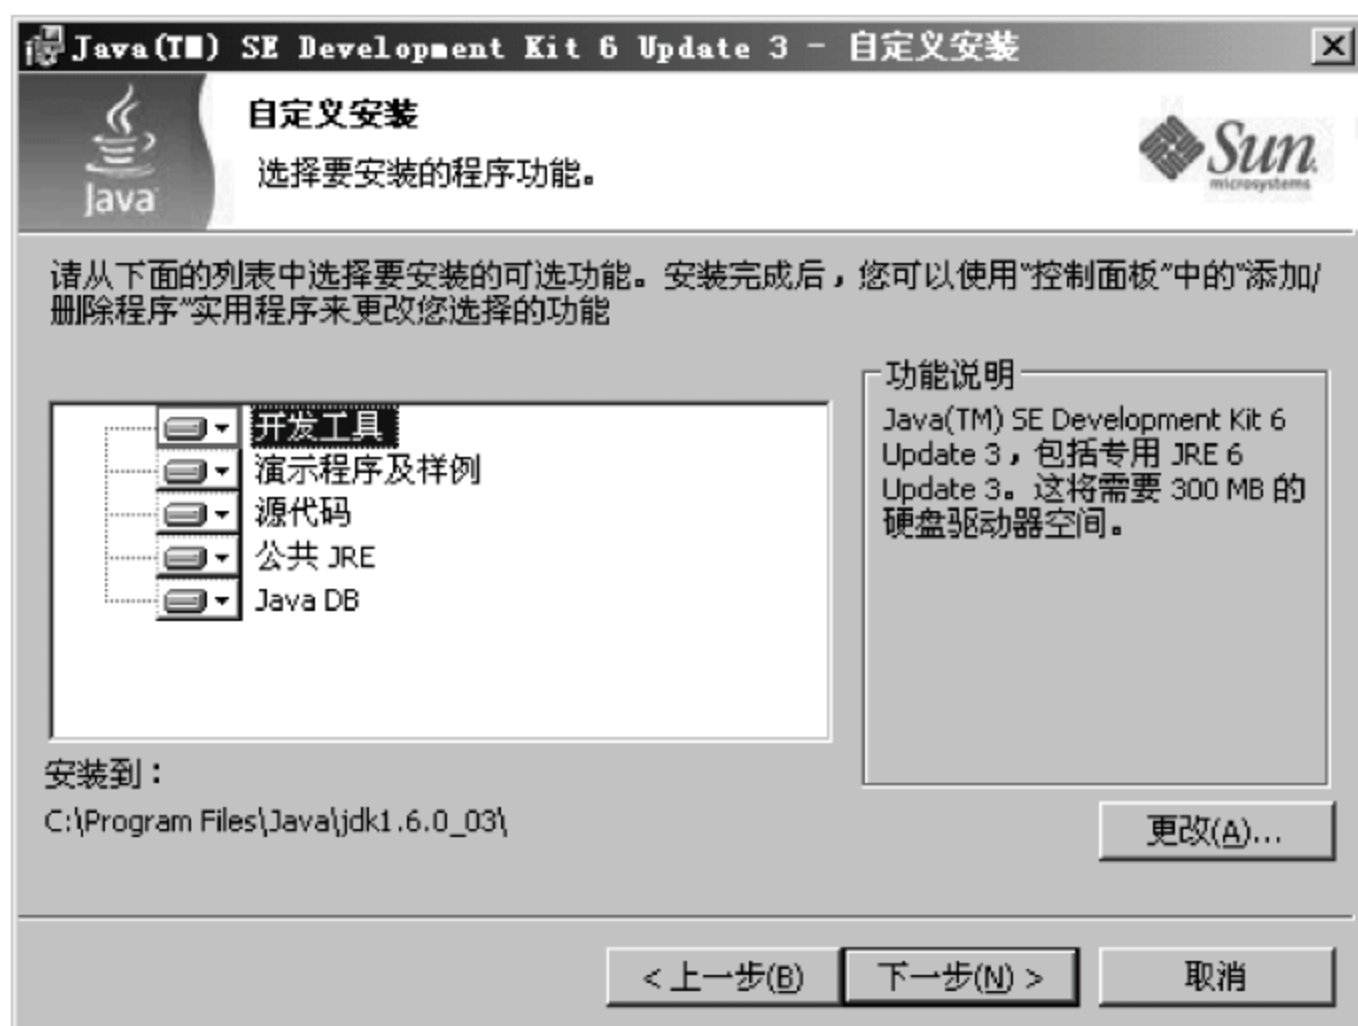 Java(TM) SE Development Kit 6 Update 3 - 自定义安装
Java
自定义安装
选择要安装的程序功能。
Sun
microsystems
请从下面的列表中选择要安装的可选功能。安装完成后，您可以使用"控制面板"中的"添加/
删除程序"实用程序来更改您选择的功能
开发工具
演示程序及样例
源代码
公共 JRE
Java DB
功能说明
Java(TM) SE Development Kit 6
Update 3，包括专用 JRE 6
Update 3。这将需要 300 MB 的
硬盘驱动器空间。
安装到：
C:\Program Files\Java\jdk1.6.0_03\
更改(A)...
<上一步(B)
下一步(N) >
取消